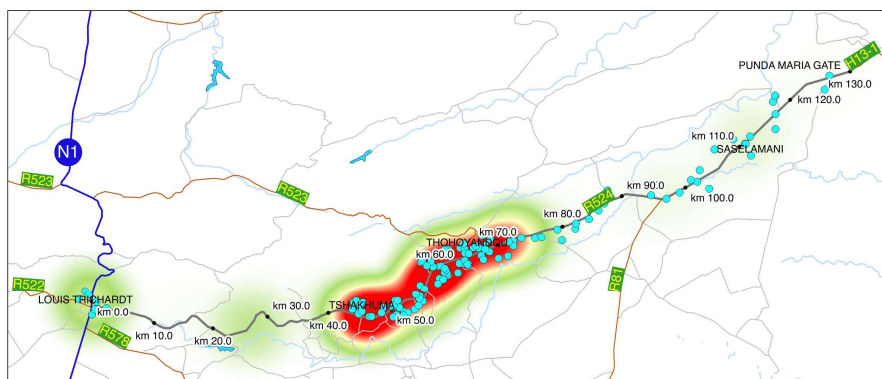 PUNDA MARIA GATE
H13-1
km 130.0
km 120.0
N1
km 110.0
SASELAMANI
R523
R523
R524
km 90.0
km 100.0
km 80.0
km 70.0
THOHOYANDOU
km 60.0
R81
R522
LOUIS TRICHARDT
km 0.0
km 30.0
TSHAKHUMA
km 10.0
km 20.0
km 40.0
km 50.0
R578